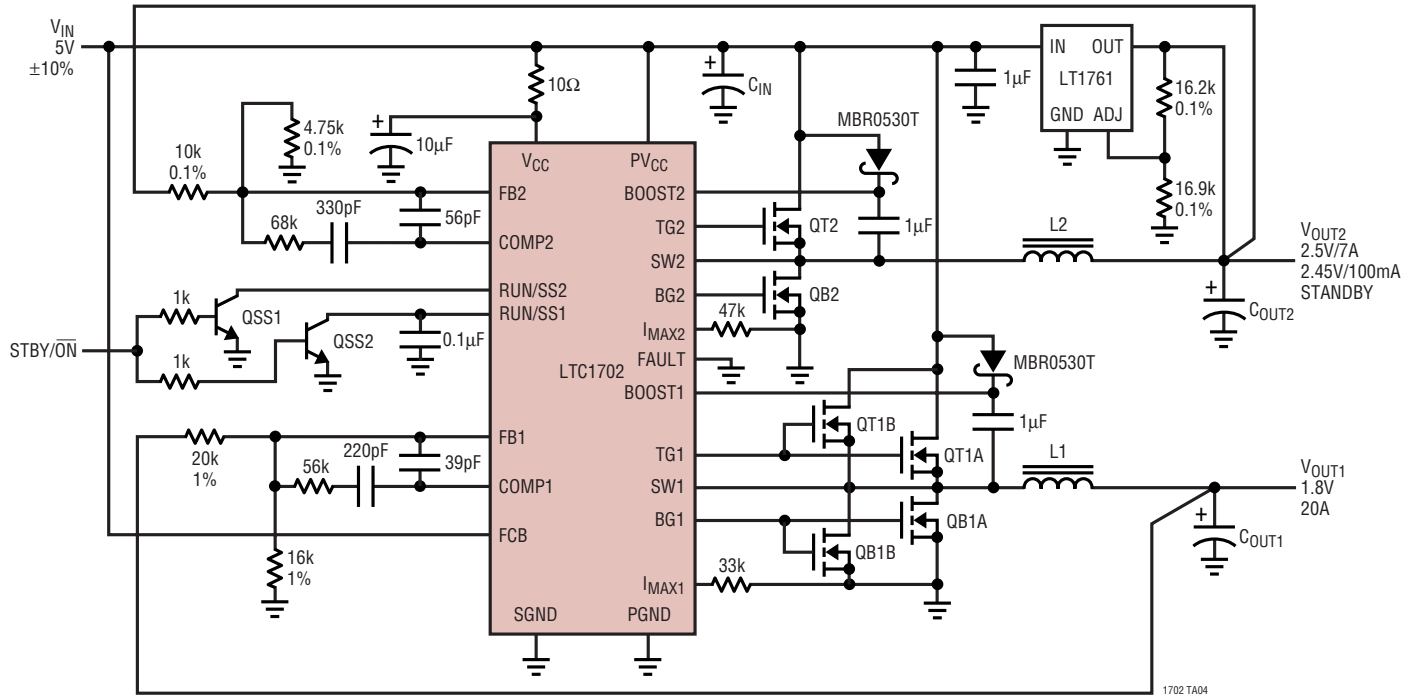 V_IN
5V
±10%
10Ω
C_IN
1µF
IN OUT
LT1761
GND ADJ
16.2k
0.1%
16.9k
0.1%
4.75k
0.1%
10µF
MBR0530T
10k
0.1%
V_CC
PV_CC
FB2
BOOST2
330pF
56pF
1µF
68k
COMP2
TG2
QT2
SW2
L2
V_OUT2
2.5V/7A
2.45V/100mA
STANDBY
C_OUT2
RUN/SS2
BG2
QB2
1k
QSS1
RUN/SS1
I_MAX2
47k
QSS2
0.1µF
STBY/O̅N̅
1k
FAULT
LTC1702
MBR0530T
BOOST1
QT1B
1µF
FB1
20k
1%
220pF
39pF
56k
TG1
QT1A
L1
COMP1
SW1
V_OUT1
1.8V
20A
BG1
QB1A
C_OUT1
FCB
QB1B
16k
1%
33k
I_MAX1
SGND
PGND
1702 TA04